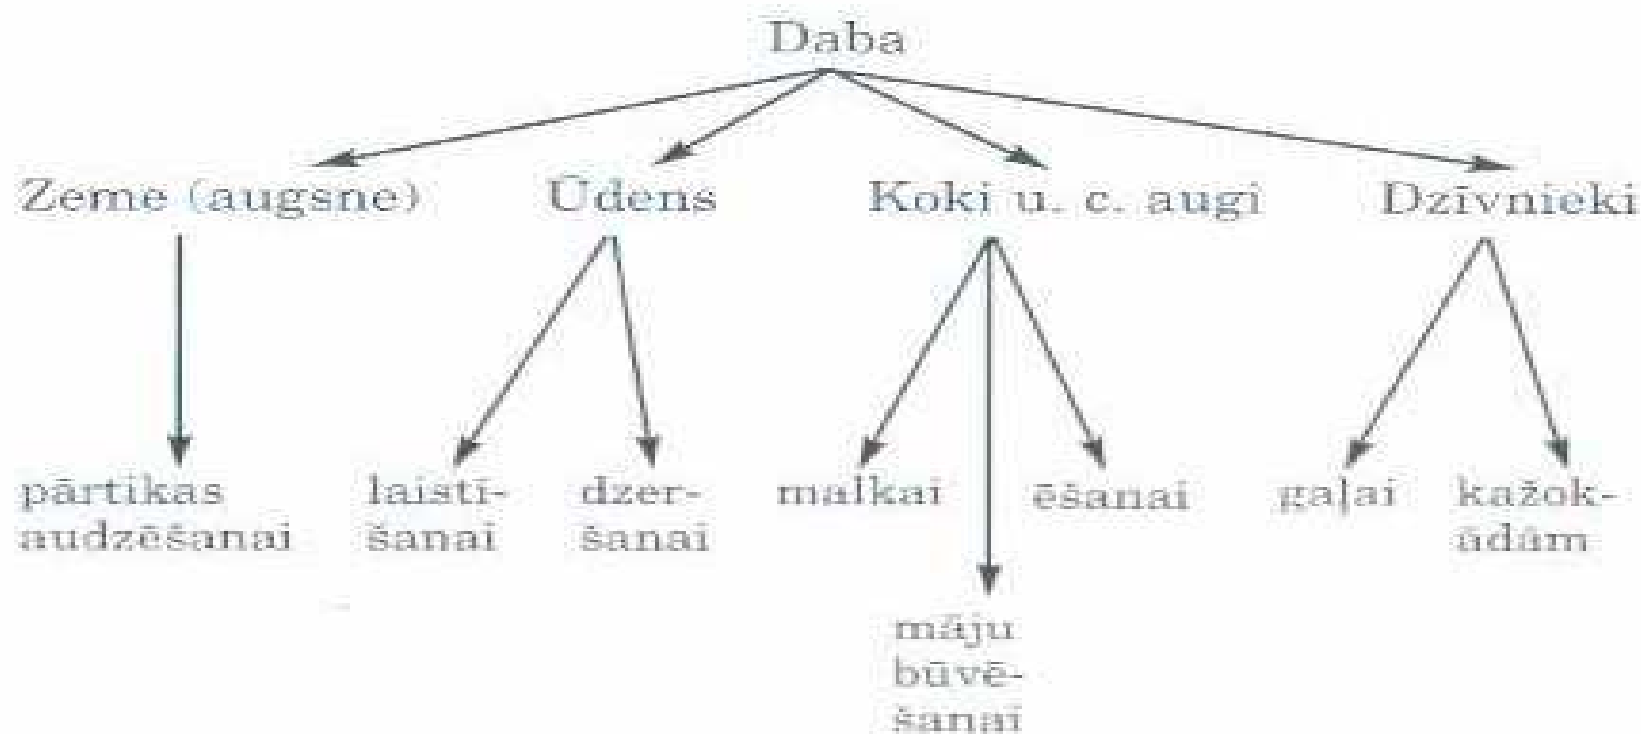 Daba
Zeme (augsne)
Ūdens
Koki u. c. augi
Dzīvnieki
pārtikas
audzēšanai
laistī-
šanai
dzer-
šanai
malkai
ēšanai
gaļai
kažok-
ādām
māju
būvē-
šanai